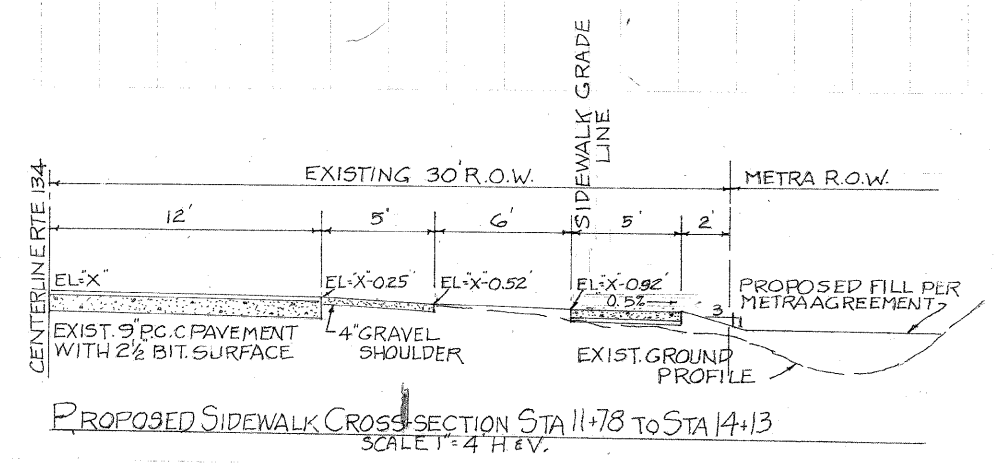 SIDEWALK GRADE
LINE
CENTERLINE RTE. 134
EXISTING 30' R.O.W.
METRA R.O.W.
12'
5'
6'
5'
2'
EL="X"
EL="X"-0.25'
EL="X"-0.52'
EL="X"-0.92'
0.5%
3
1
PROPOSED FILL PER
METRA AGREEMENT
EXIST. 9" P.C.C PAVEMENT
WITH 2½ BIT. SURFACE
4" GRAVEL
SHOULDER
EXIST. GROUND
PROFILE
PROPOSED SIDEWALK CROSS-SECTION STA 11+78 TO STA 14+13
SCALE 1"=4' H.&V.